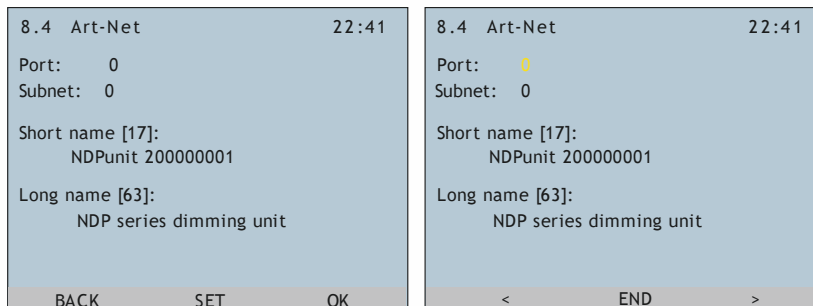 8.4 Art-Net 22:41
Port: 0
Subnet: 0
Short name [17]:
NDPunit 200000001
Long name [63]:
NDP series dimming unit
BACK SET OK
8.4 Art-Net 22:41
Port: 0
Subnet: 0
Short name [17]:
NDPunit 200000001
Long name [63]:
NDP series dimming unit
< END >